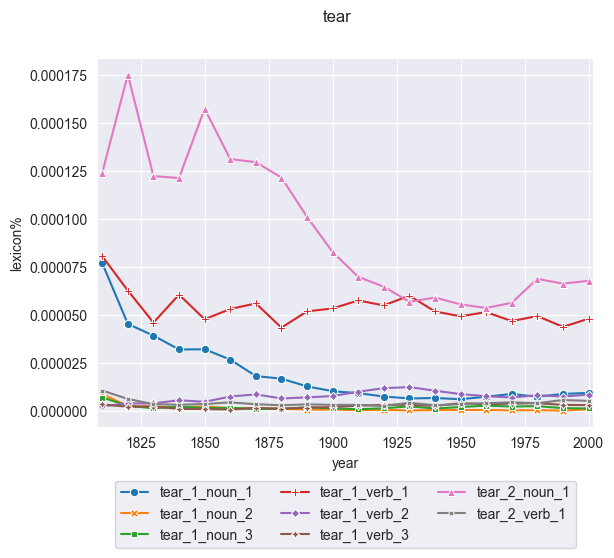 tear
0.000175
0.000150
0.000125
0.000100
0.000075
0.000050
0.000025
0.000000
lexicon%
1825 1850 1875 1900 1925 1950 1975 2000
year
tear_1_noun_1 tear_1_verb_1 tear_2_noun_1
tear_1_noun_2 tear_1_verb_2 tear_2_verb_1
tear_1_noun_3 tear_1_verb_3